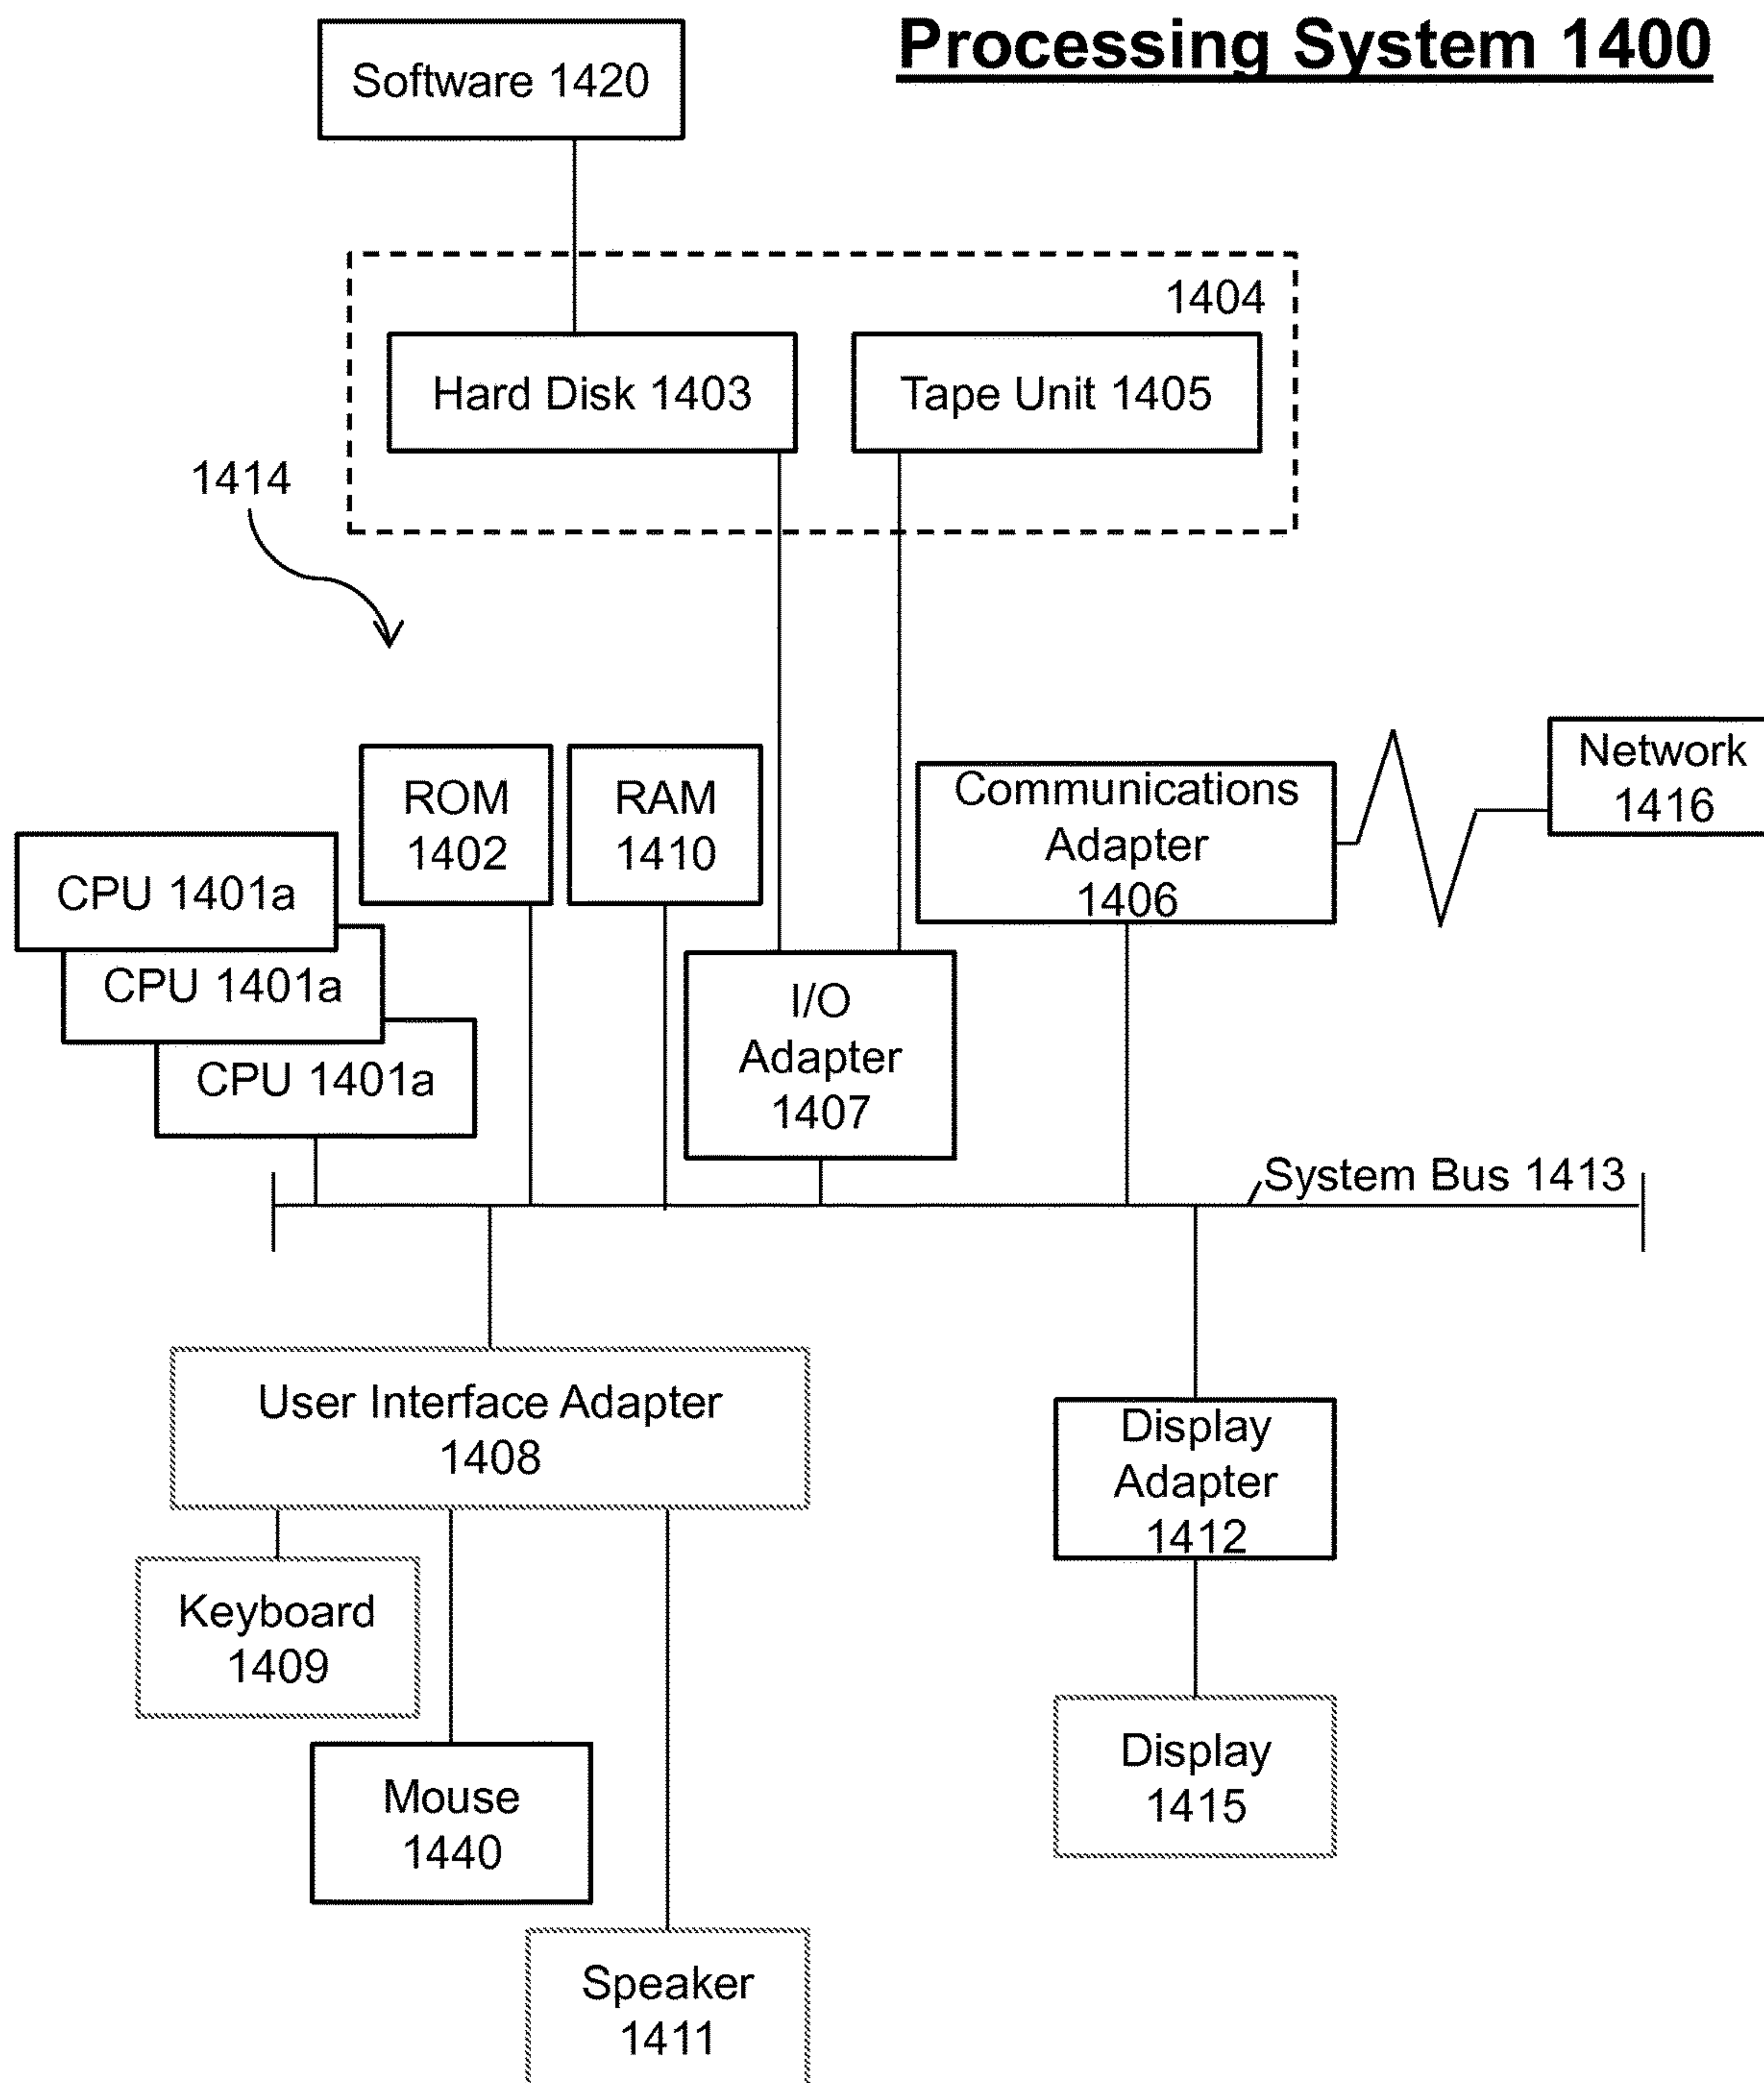 Processing System 1400
Software 1420
1404
Hard Disk 1403
Tape Unit 1405
1414
ROM
1402
RAM
1410
Communications
Adapter
1406
Network
1416
CPU 1401a
CPU 1401a
CPU 1401a
I/O
Adapter
1407
System Bus 1413
User Interface Adapter
1408
Display
Adapter
1412
Keyboard
1409
Mouse
1440
Display
1415
Speaker
1411